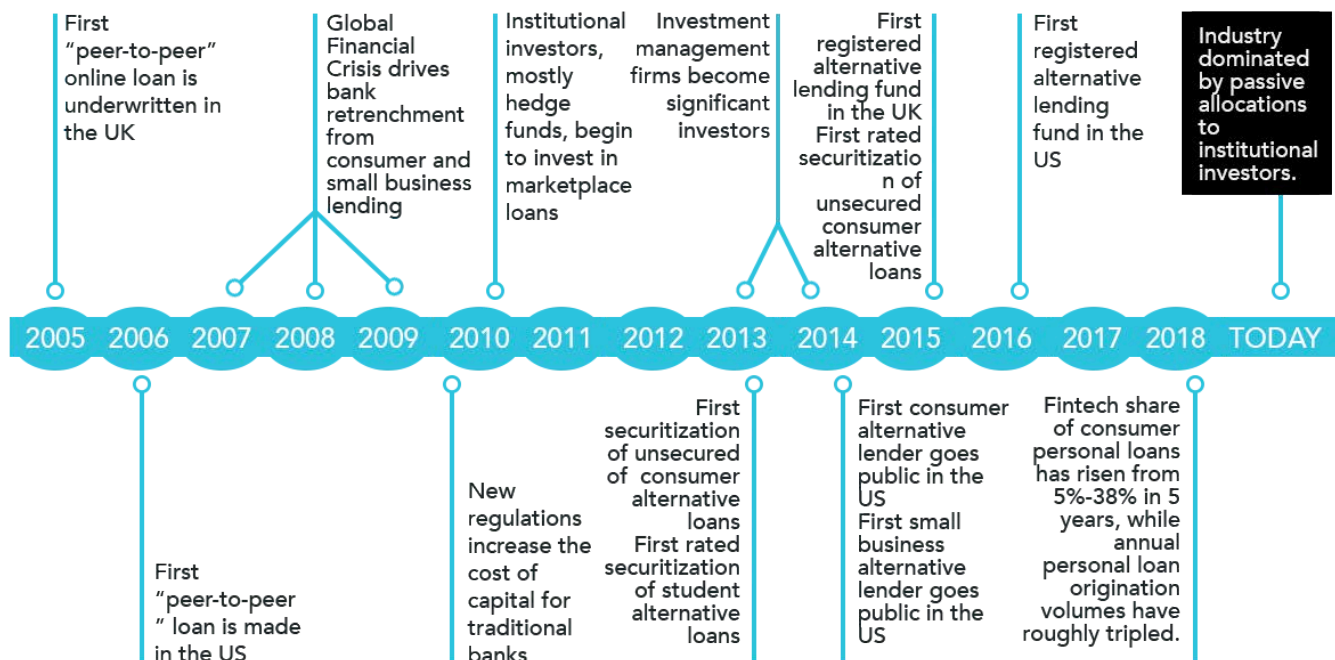 First
“peer-to-peer”
online loan is
underwritten in
the UK
Global
Financial
Crisis drives
bank
retrenchment
from
consumer and
small business
lending
Institutional
investors,
mostly
hedge
funds, begin
to invest in
marketplace
loans
Investment
management
firms become
significant
investors
First
registered
alternative
lending fund
in the UK
First rated
securitizatio
n of
unsecured
consumer
alternative
loans
First
registered
alternative
lending
fund in the
US
Industry
dominated
by passive
allocations
to
institutional
investors.
2005 2006 2007 2008 2009 2010 2011 2012 2013 2014 2015 2016 2017 2018 TODAY
First
“peer-to-peer
” loan is made
in the US
New
regulations
increase the
cost of
capital for
traditional
banks
First
securitization
of unsecured
of consumer
alternative
loans
First rated
securitization
of student
alternative
loans
First consumer
alternative
lender goes
public in the
US
First small
business
alternative
lender goes
public in the
US
Fintech share
of consumer
personal loans
has risen from
5%-38% in 5
years, while
annual
personal loan
origination
volumes have
roughly tripled.